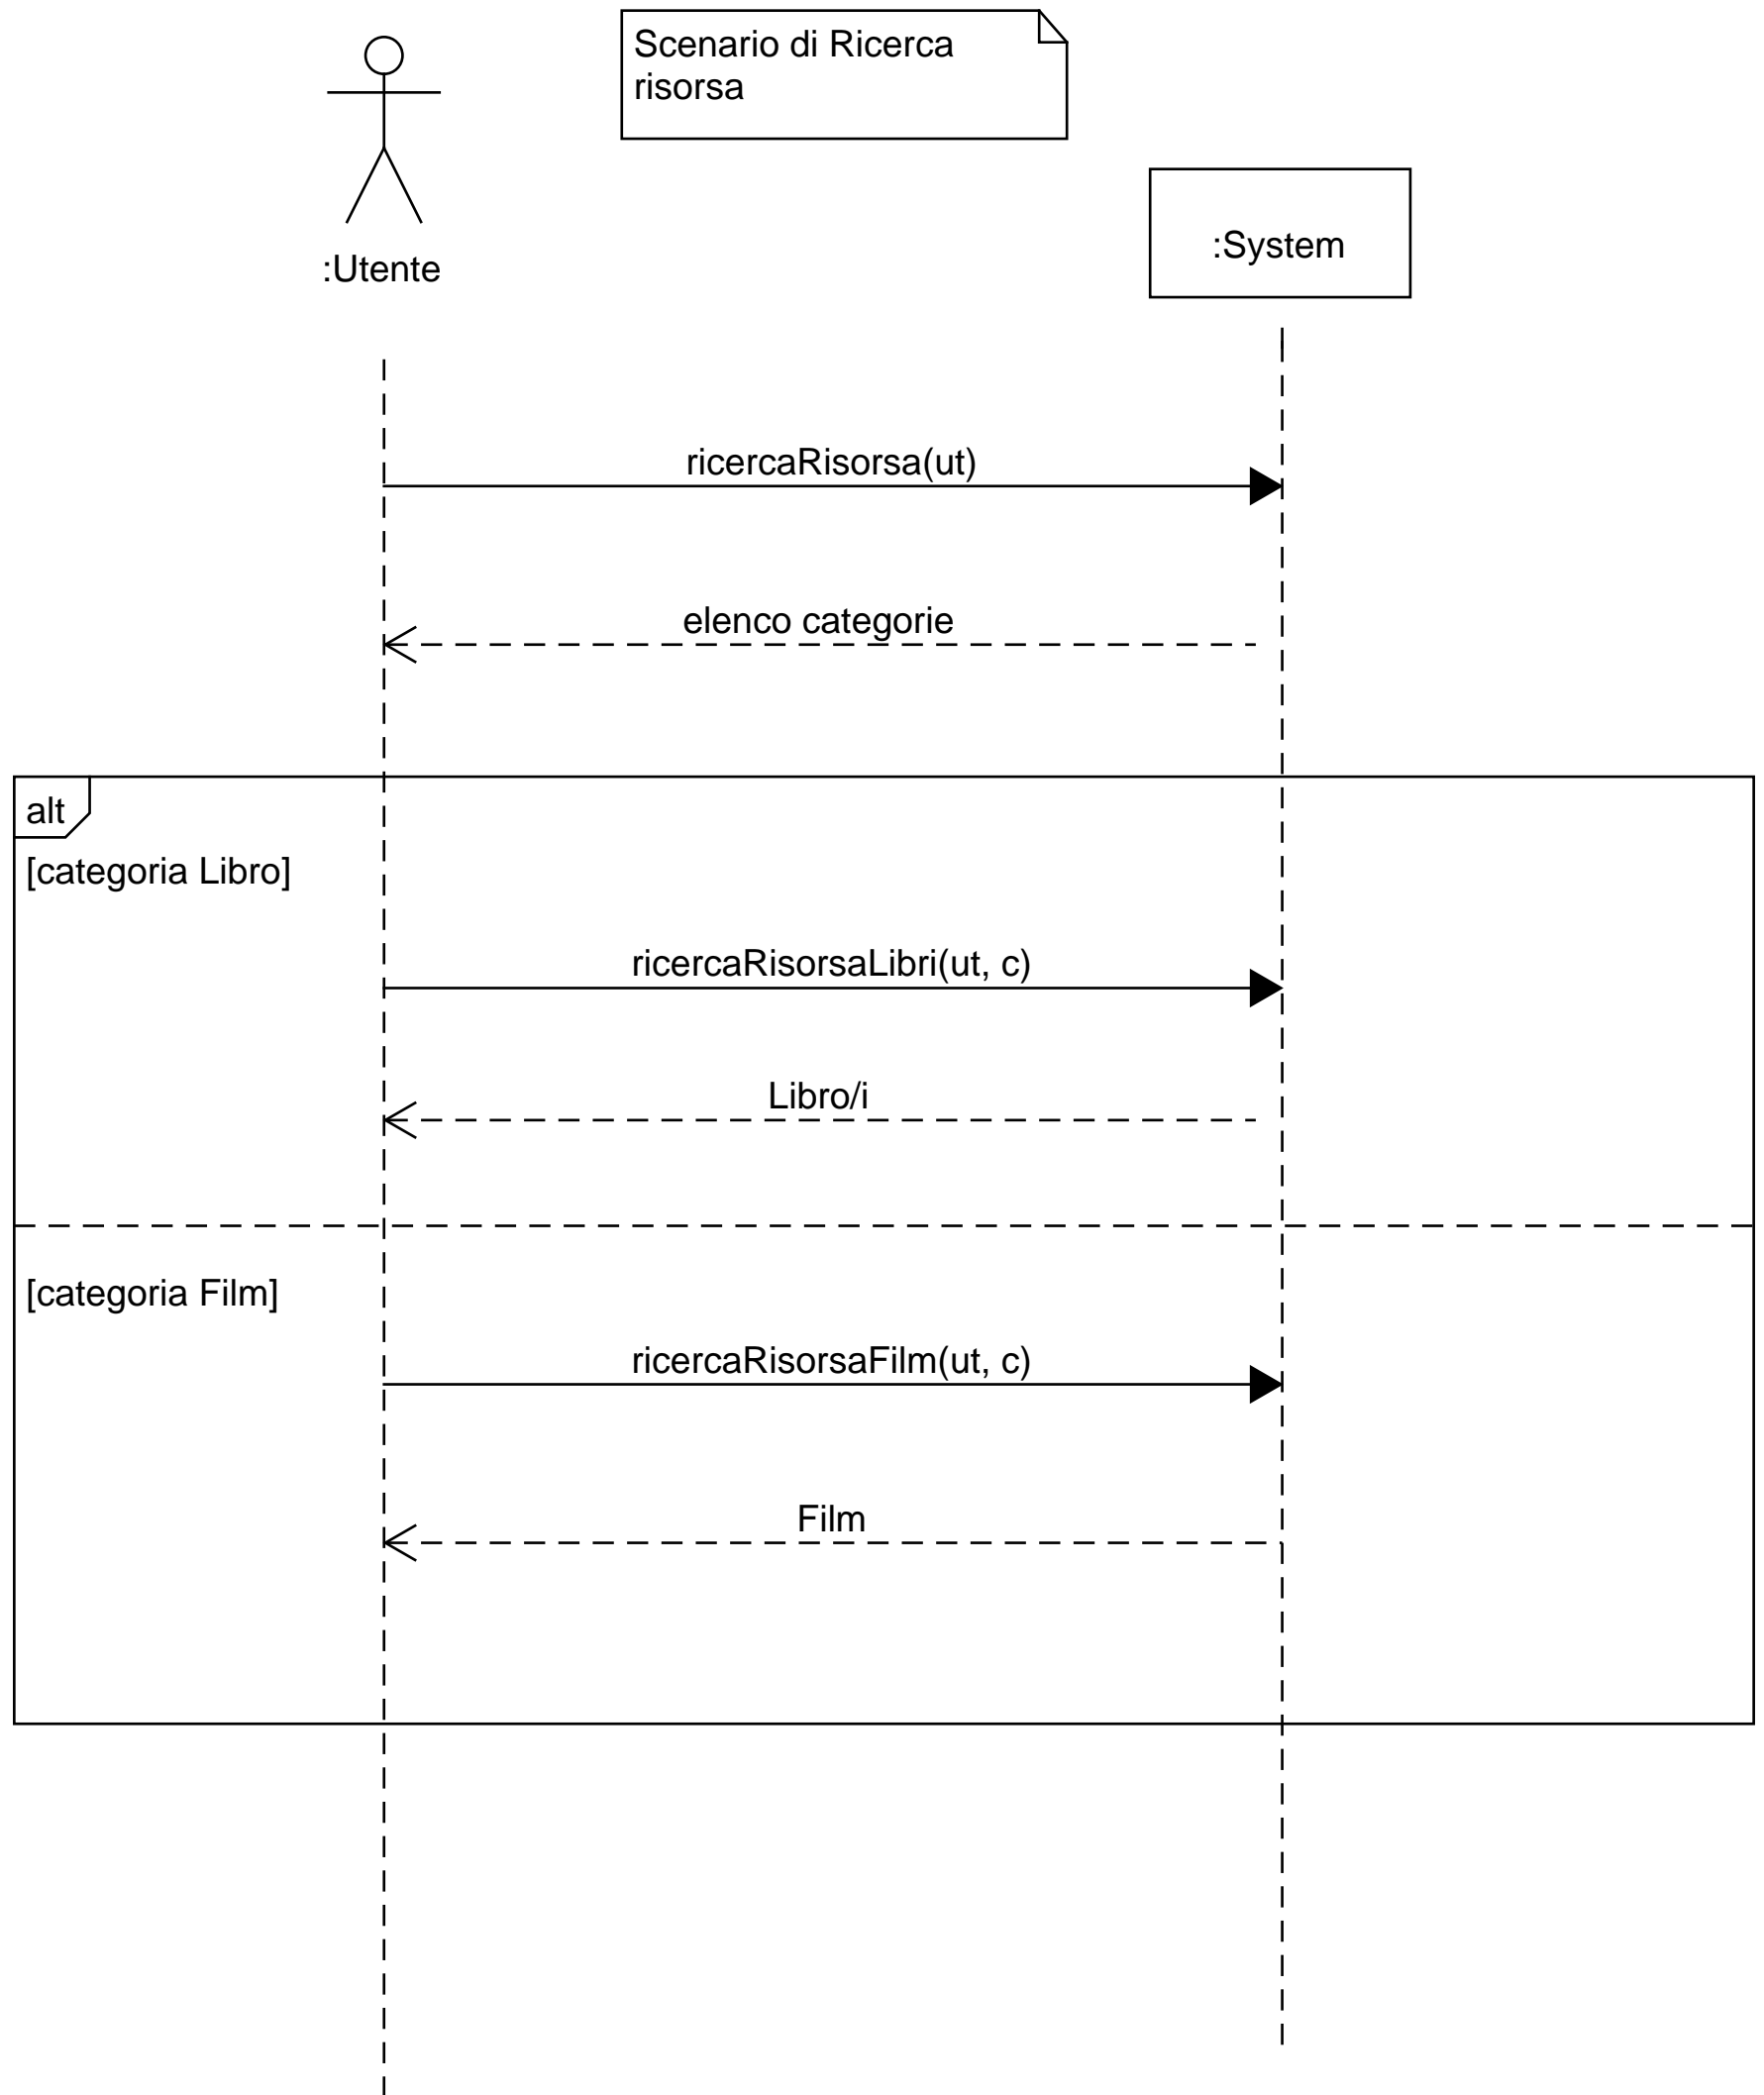 Scenario di Ricerca
risorsa
:Utente
:System
ricercaRisorsa(ut)
elenco categorie
alt
[categoria Libro]
ricercaRisorsaLibri(ut, c)
Libro/i
[categoria Film]
ricercaRisorsaFilm(ut, c)
Film